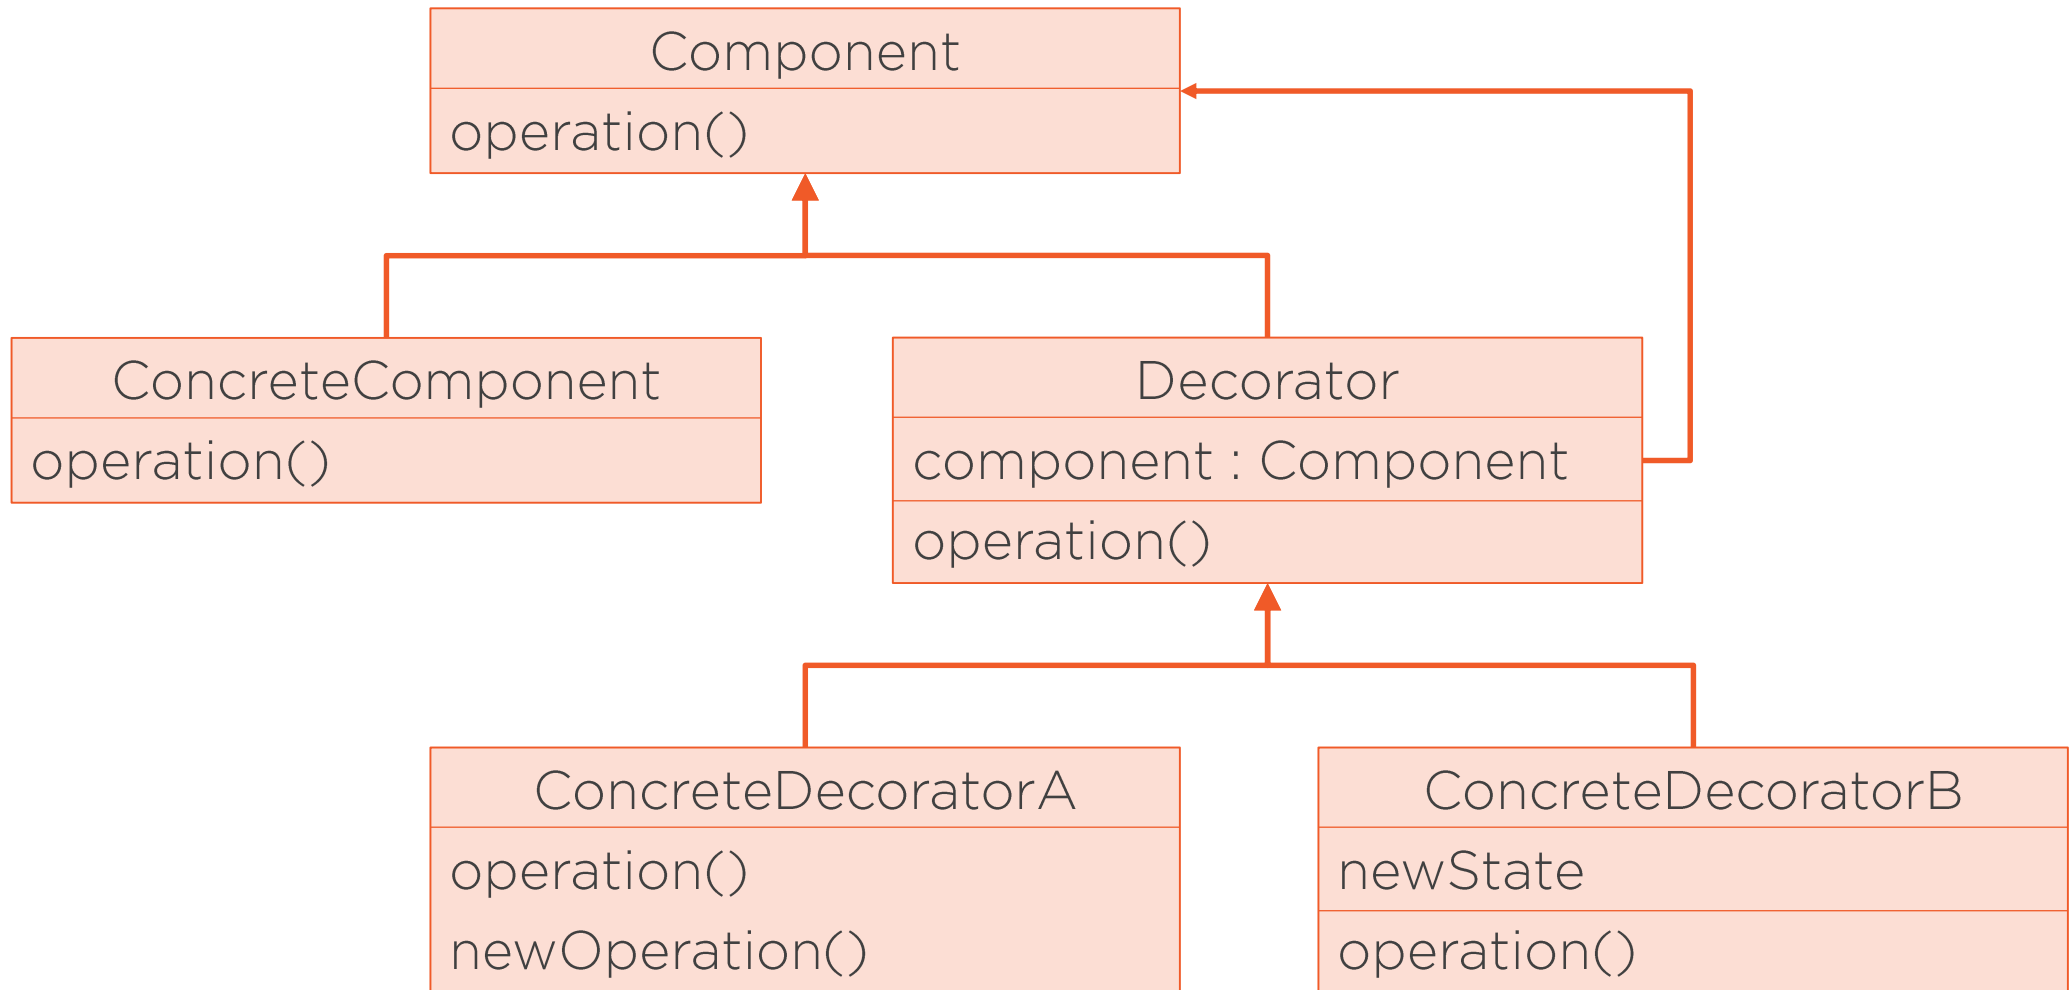 Component
operation()
ConcreteComponent
operation()
Decorator
component : Component
operation()
ConcreteDecoratorA
operation()
newOperation()
ConcreteDecoratorB
newState
operation()